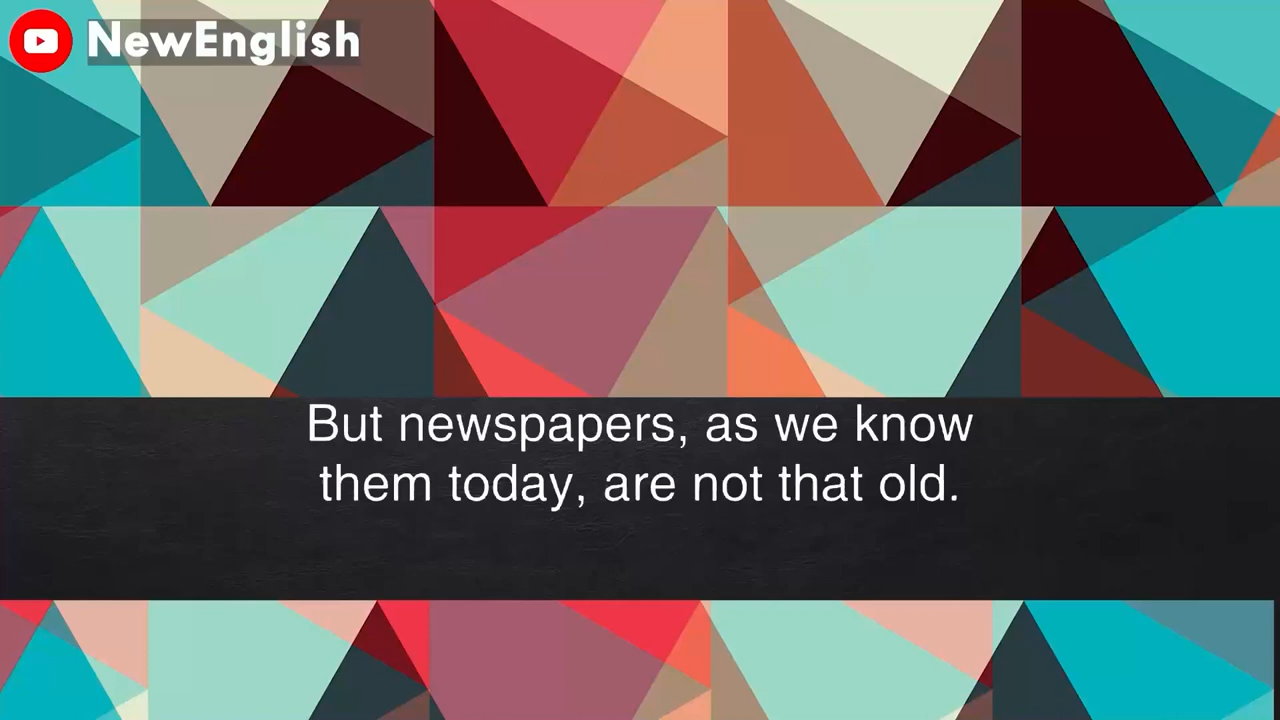 NewEnglish
But newspapers, as we know
them today, are not that old.